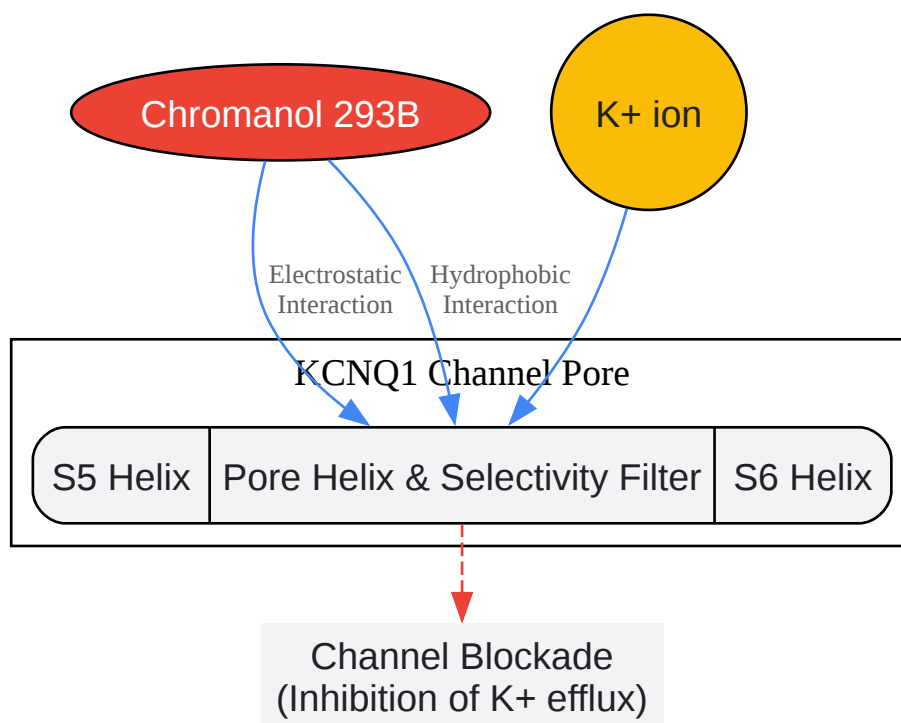 Chromanol 293B
K+ ion
Electrostatic
Interaction
Hydrophobic
Interaction
KCNQ1 Channel Pore
S5 Helix
Pore Helix & Selectivity Filter
S6 Helix
Channel Blockade
(Inhibition of K+ efflux)